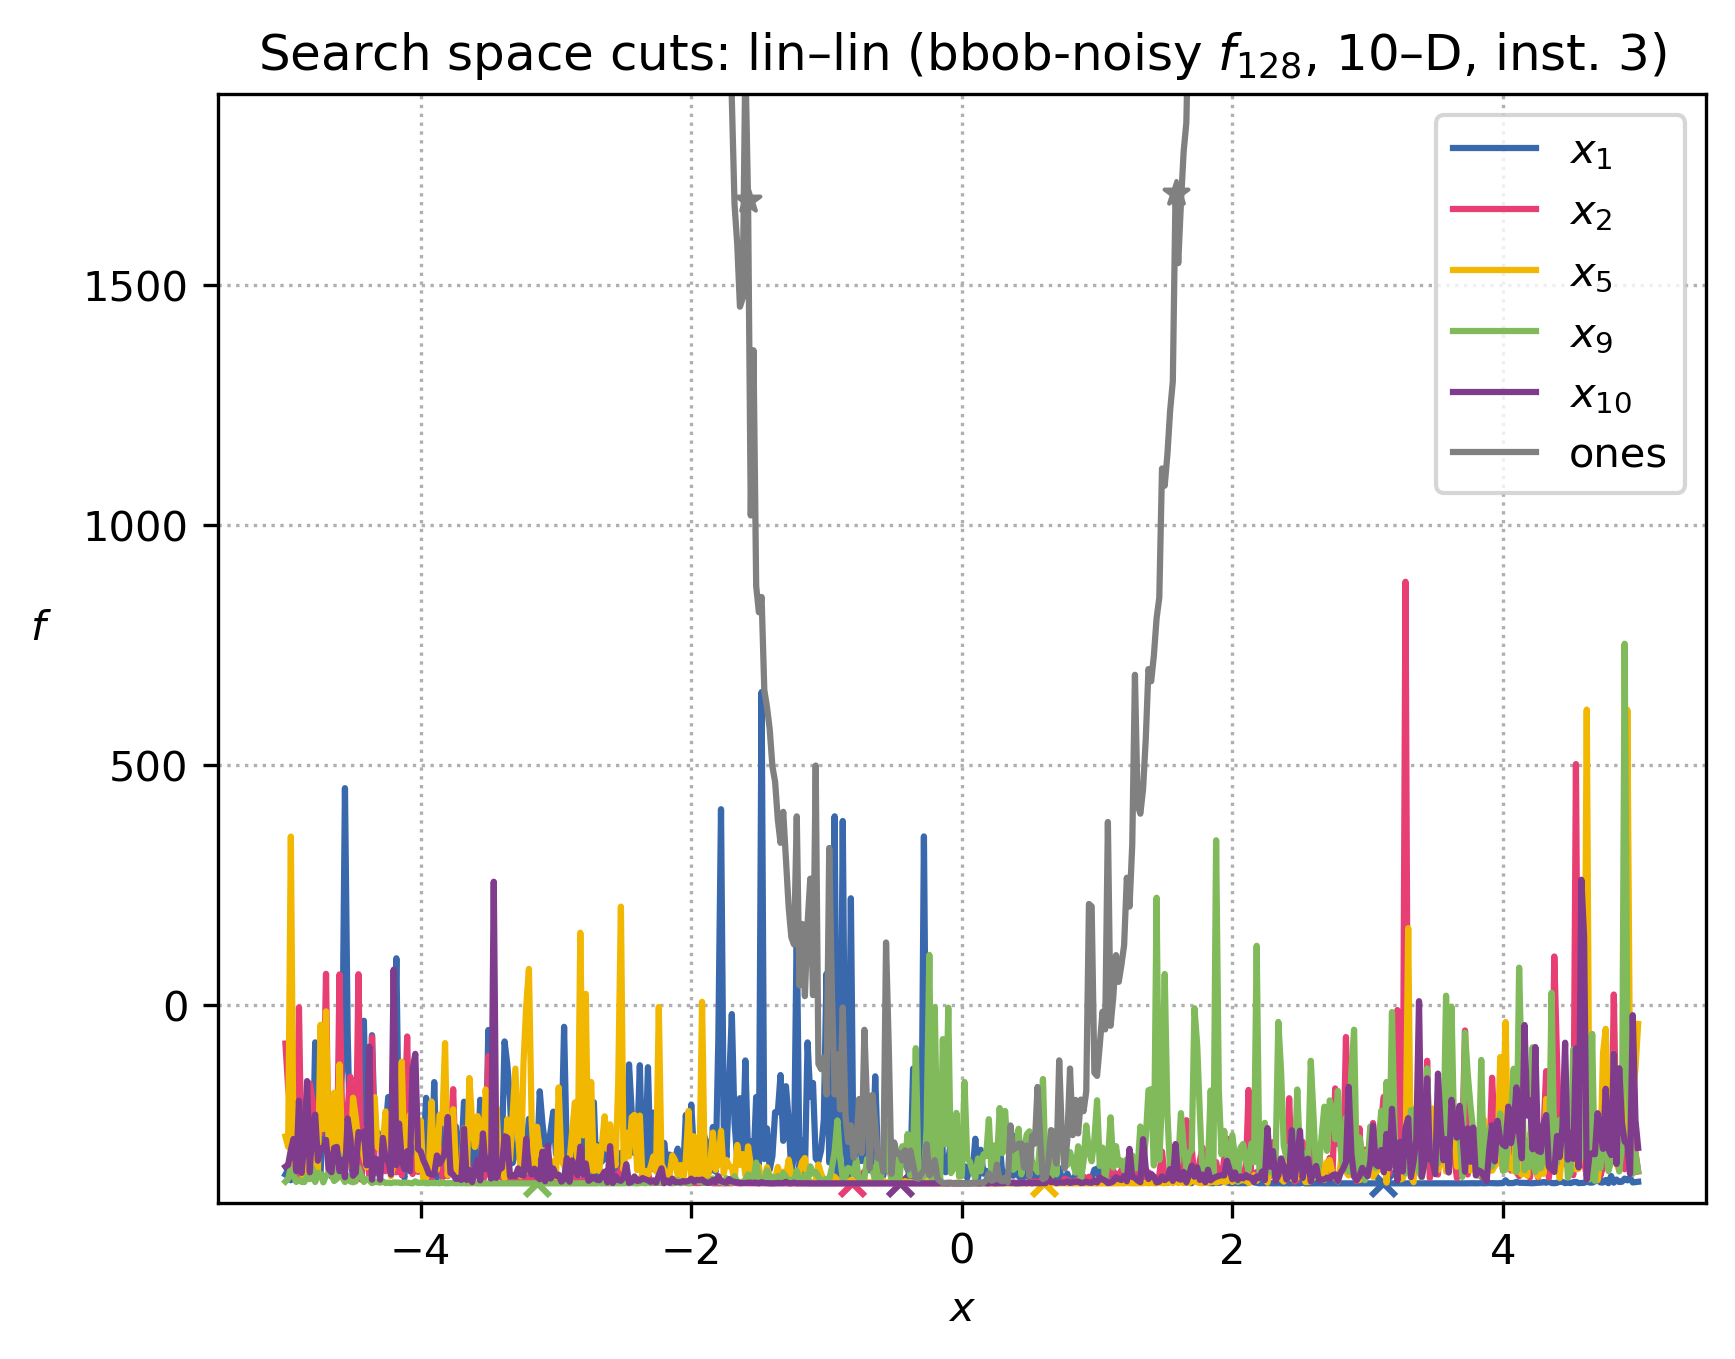 Search space cuts: lin–lin (bbob-noisy f128, 10–D, inst. 3)
1500
1000
500
0
f
−4
−2
0
2
4
x
x1
x2
x5
x9
x10
ones